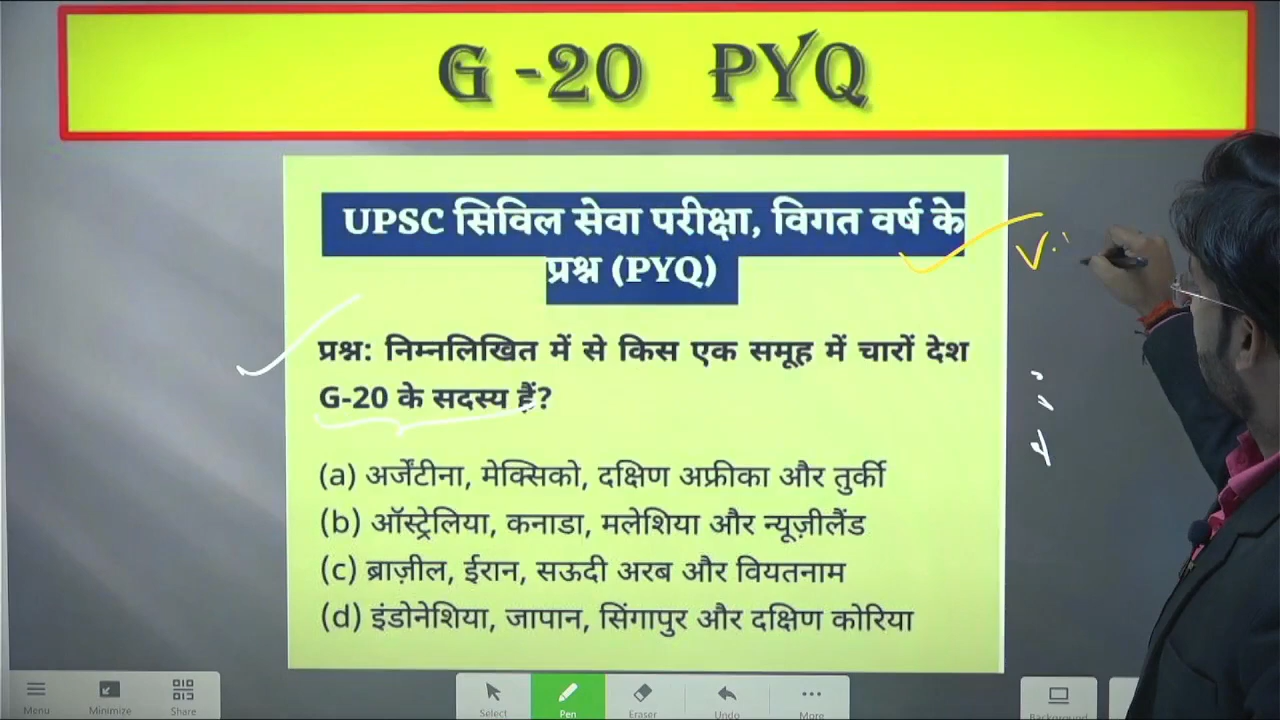 G -20 PYQ
UPSC सिविल सेवा परीक्षा, विगत वर्ष के
प्रश्न (PYQ)
प्रश्न: निम्नलिखित में से किस एक समूह में चारों देश
G-20 के सदस्य हैं?
(a) अर्जेंटीना, मेक्सिको, दक्षिण अफ्रीका और तुर्की
(b) ऑस्ट्रेलिया, कनाडा, मलेशिया और न्यूज़ीलैंड
(c) ब्राज़ील, ईरान, सऊदी अरब और वियतनाम
(d) इंडोनेशिया, जापान, सिंगापुर और दक्षिण कोरिया
Menu Minimize Share Select Pen Eraser Undo More Background